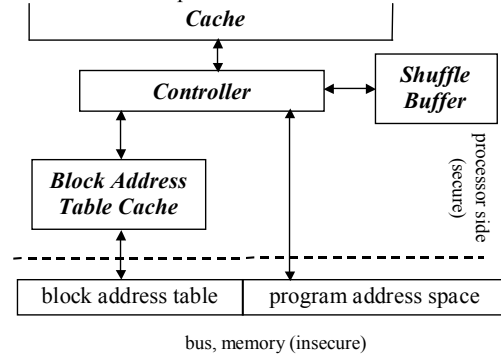 Cache
Controller
Shuffle
Buffer
Block Address
Table Cache
processor side
(secure)
block address table
program address space
bus, memory (insecure)